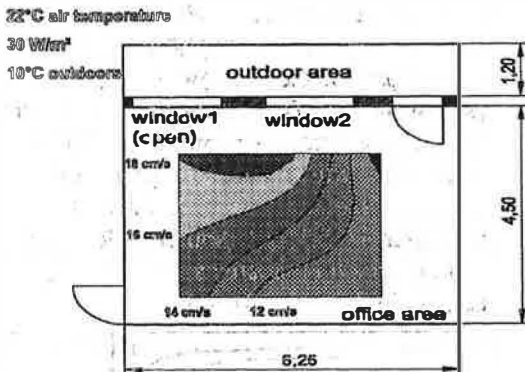 22°C air temperature
30 W/m²
10°C outdoors
outdoor area
1,20
window1
(open)
window2
18 cm/s
4,50
16 cm/s
14 cm/s
12 cm/s
office area
5,25